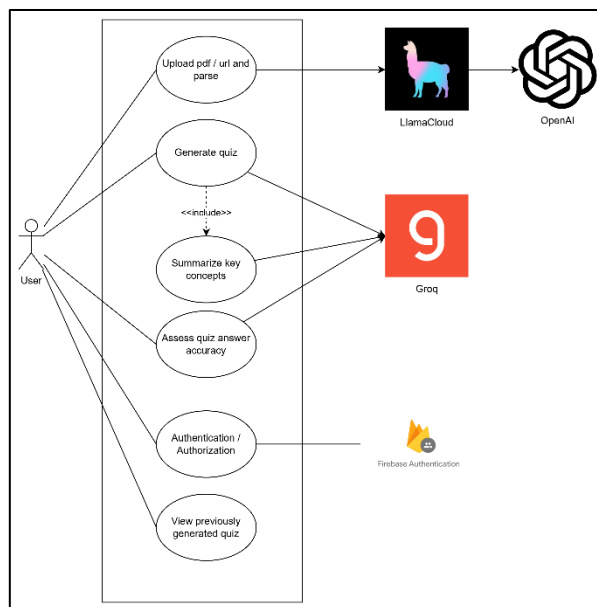 Upload pdf / url and
parse
LlamaCloud
OpenAI
Generate quiz
<<include>>
Summarize key
concepts
Groq
User
Assess quiz answer
accuracy
Authentication /
Authorization
Firebase Authentication
View previously
generated quiz